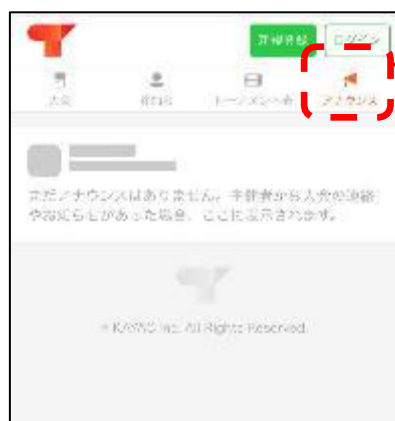 新規登録 ログイン
大会 参加者 トーナメント表 アナウンス
まだアナウンスはありません。主催者から大会の連絡
やお知らせがあった場合、ここに表示されます。
© KAYAC Inc. All Rights Reserved.